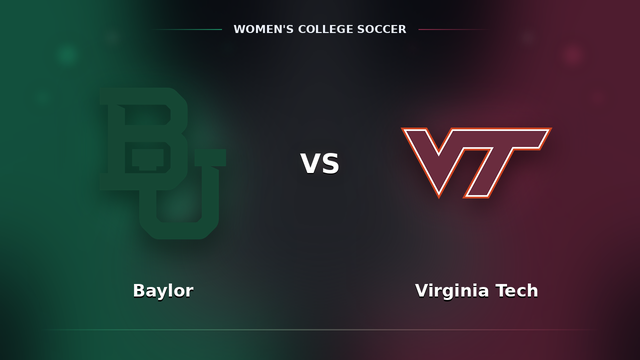 WOMEN'S COLLEGE SOCCER
BU
VS
VT
Baylor
Virginia Tech